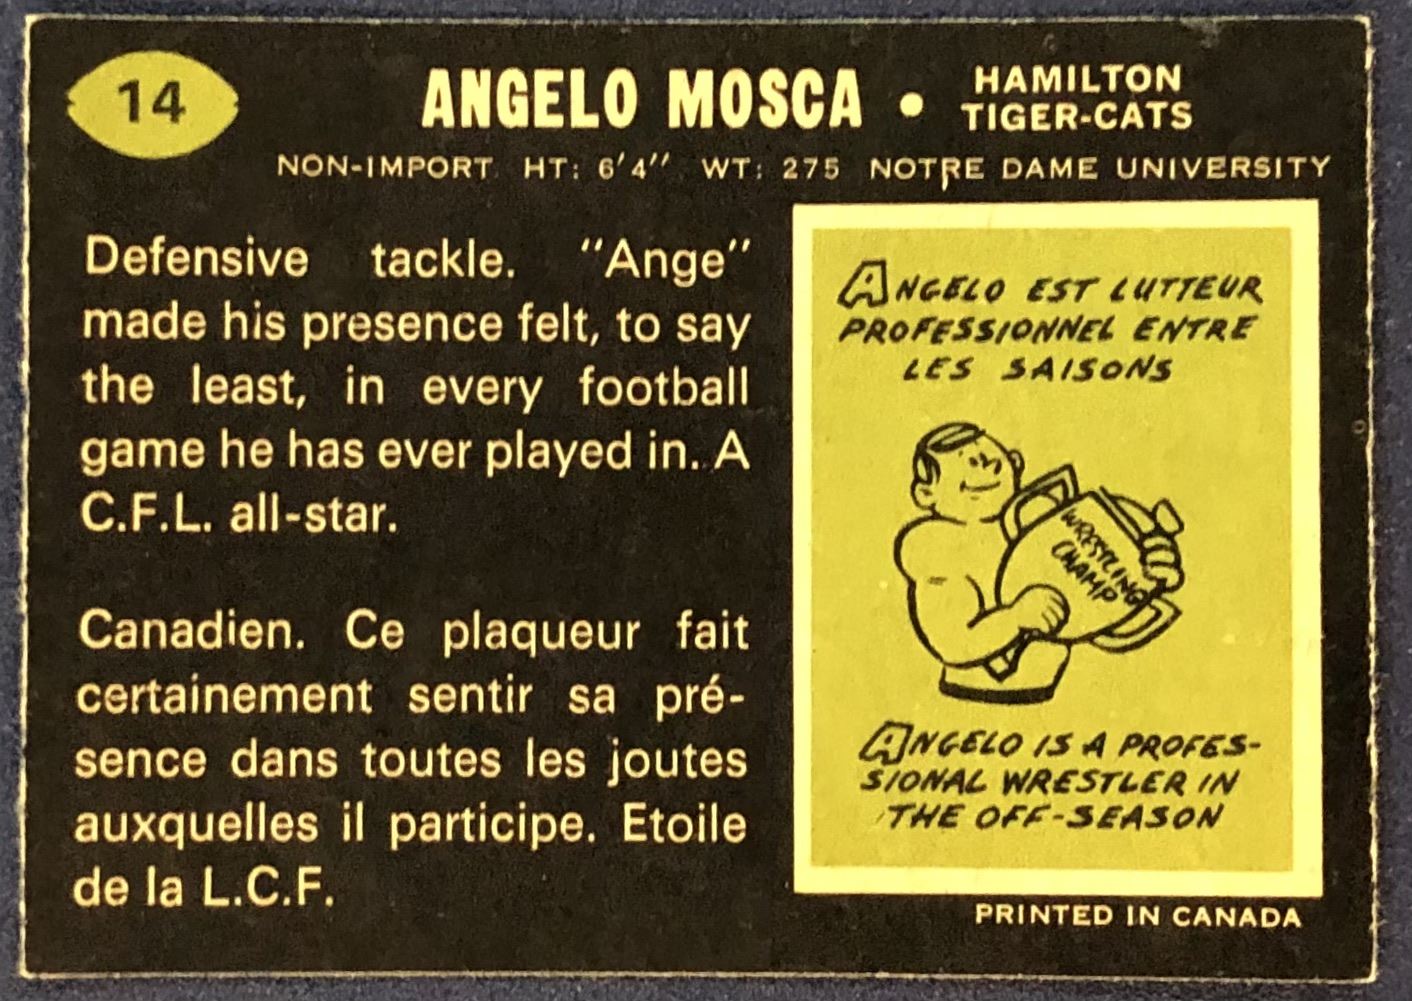 14
ANGELO MOSCA • HAMILTON
TIGER-CATS
NON-IMPORT HT: 6'4" WT: 275 NOTRE DAME UNIVERSITY
Defensive tackle. "Ange"
made his presence felt, to say
the least, in every football
game he has ever played in. A
C.F.L. all-star.
Canadien. Ce plaqueur fait
certainement sentir sa pré-
sence dans toutes les joutes
auxquelles il participe. Etoile
de la L.C.F.
ANGELO EST LUTTEUR
PROFESSIONNEL ENTRE
LES SAISONS
WRESTLING
CHAMP
ANGELO IS A PROFES-
SIONAL WRESTLER IN
THE OFF-SEASON
PRINTED IN CANADA